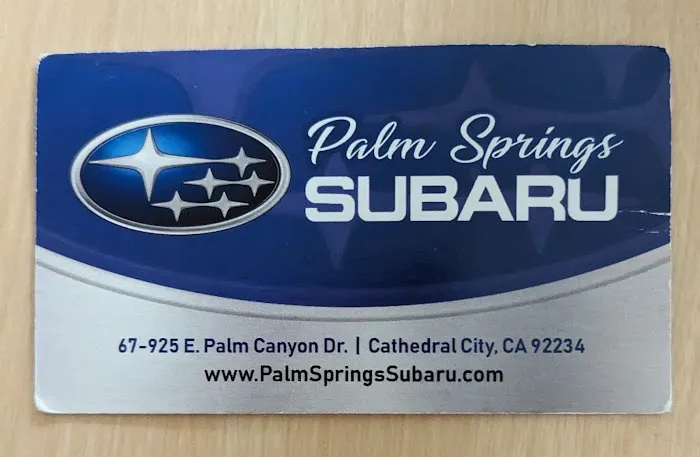 Palm Springs
SUBARU
67-925 E. Palm Canyon Dr. | Cathedral City, CA 92234
www.PalmSpringsSubaru.com